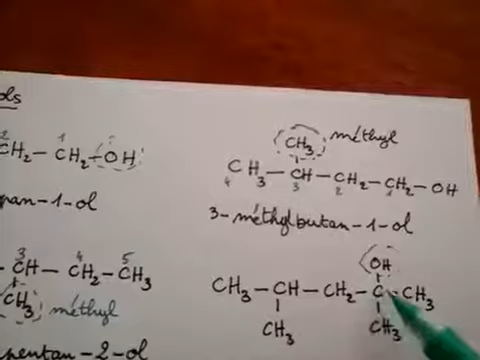 ols
2 1
CH₂ - CH₂ - OH
pan-1-ol
3 4 5
- CH - CH₂ - CH₃
CH₃ méthyl
pentan-2-ol
CH₃ méthyl
CH₃ - CH - CH₂ - CH₂ - OH
4 3 2 1
3-méthylbutan-1-ol
OH
CH₃ - CH - CH₂ - C - CH₃
CH₃ CH₃